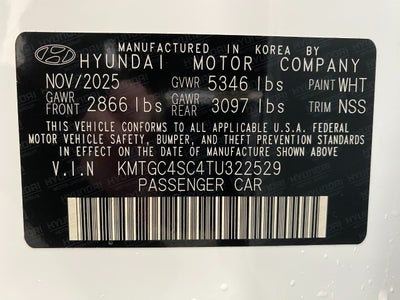 MANUFACTURED IN KOREA BY
HYUNDAI MOTOR COMPANY
NOV/2025 GVWR 5346 lbs PAINT WHT
GAWR FRONT 2866 lbs GAWR REAR 3097 lbs TRIM NSS
THIS VEHICLE CONFORMS TO ALL APPLICABLE U.S.A. FEDERAL
MOTOR VEHICLE SAFETY, BUMPER, AND THEFT PREVENTION STANDARDS
IN EFFECT ON THE DATE OF MANUFACTURE SHOWN ABOVE.
V.I.N KMTGC4SC4TU322529
PASSENGER CAR